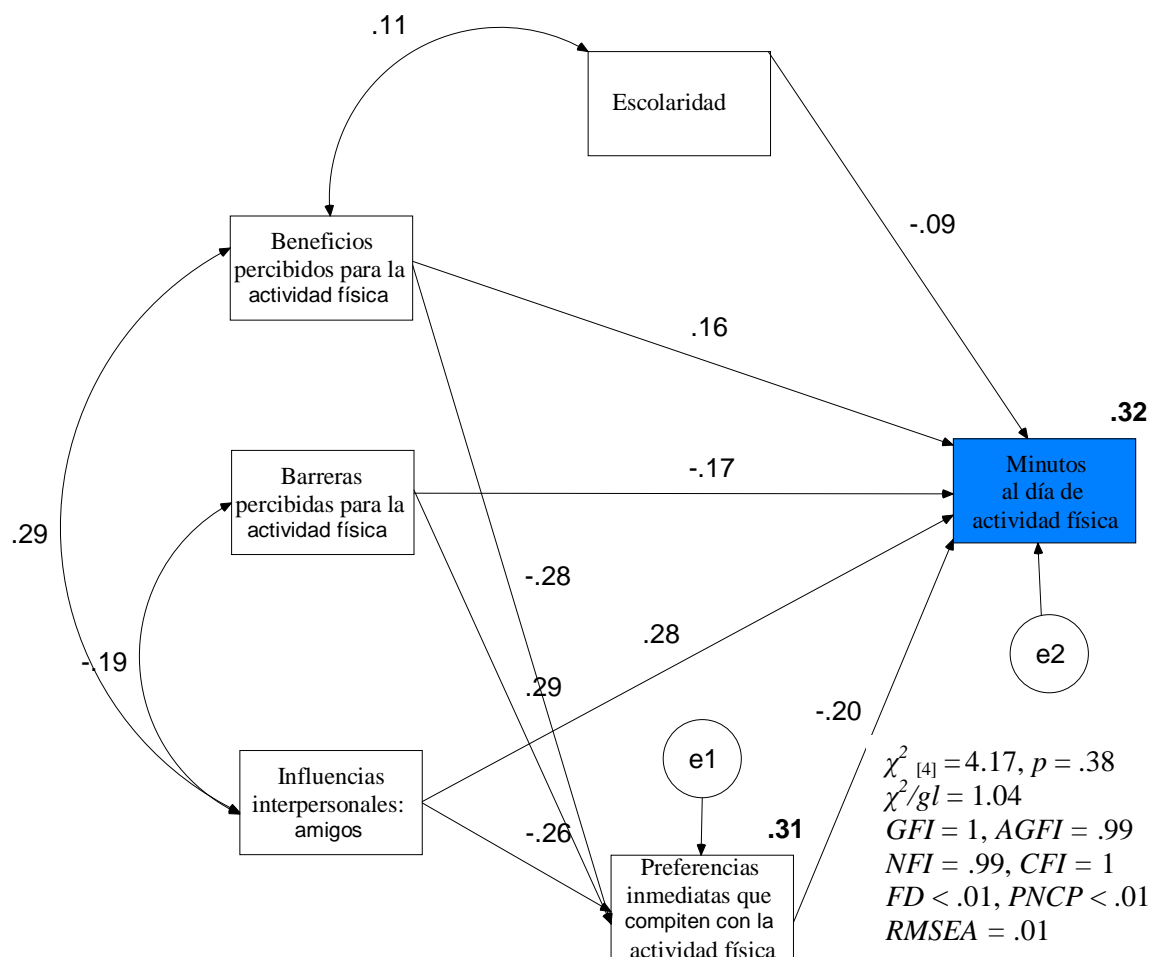 .11
Escolaridad
-.09
Beneficios
percibidos para la
actividad física
.16
.32
Minutos
al día de
actividad física
Barreras
percibidas para la
actividad física
-.17
.29
-.28
.28
e2
-.19
.29
-.20
e1
Influencias
interpersonales:
amigos
-.26
.31
Preferencias
inmediatas que
compiten con la
actividad física
χ² [4] = 4.17, p = .38
χ²/gl = 1.04
GFI = 1, AGFI = .99
NFI = .99, CFI = 1
FD < .01, PNCP < .01
RMSEA = .01